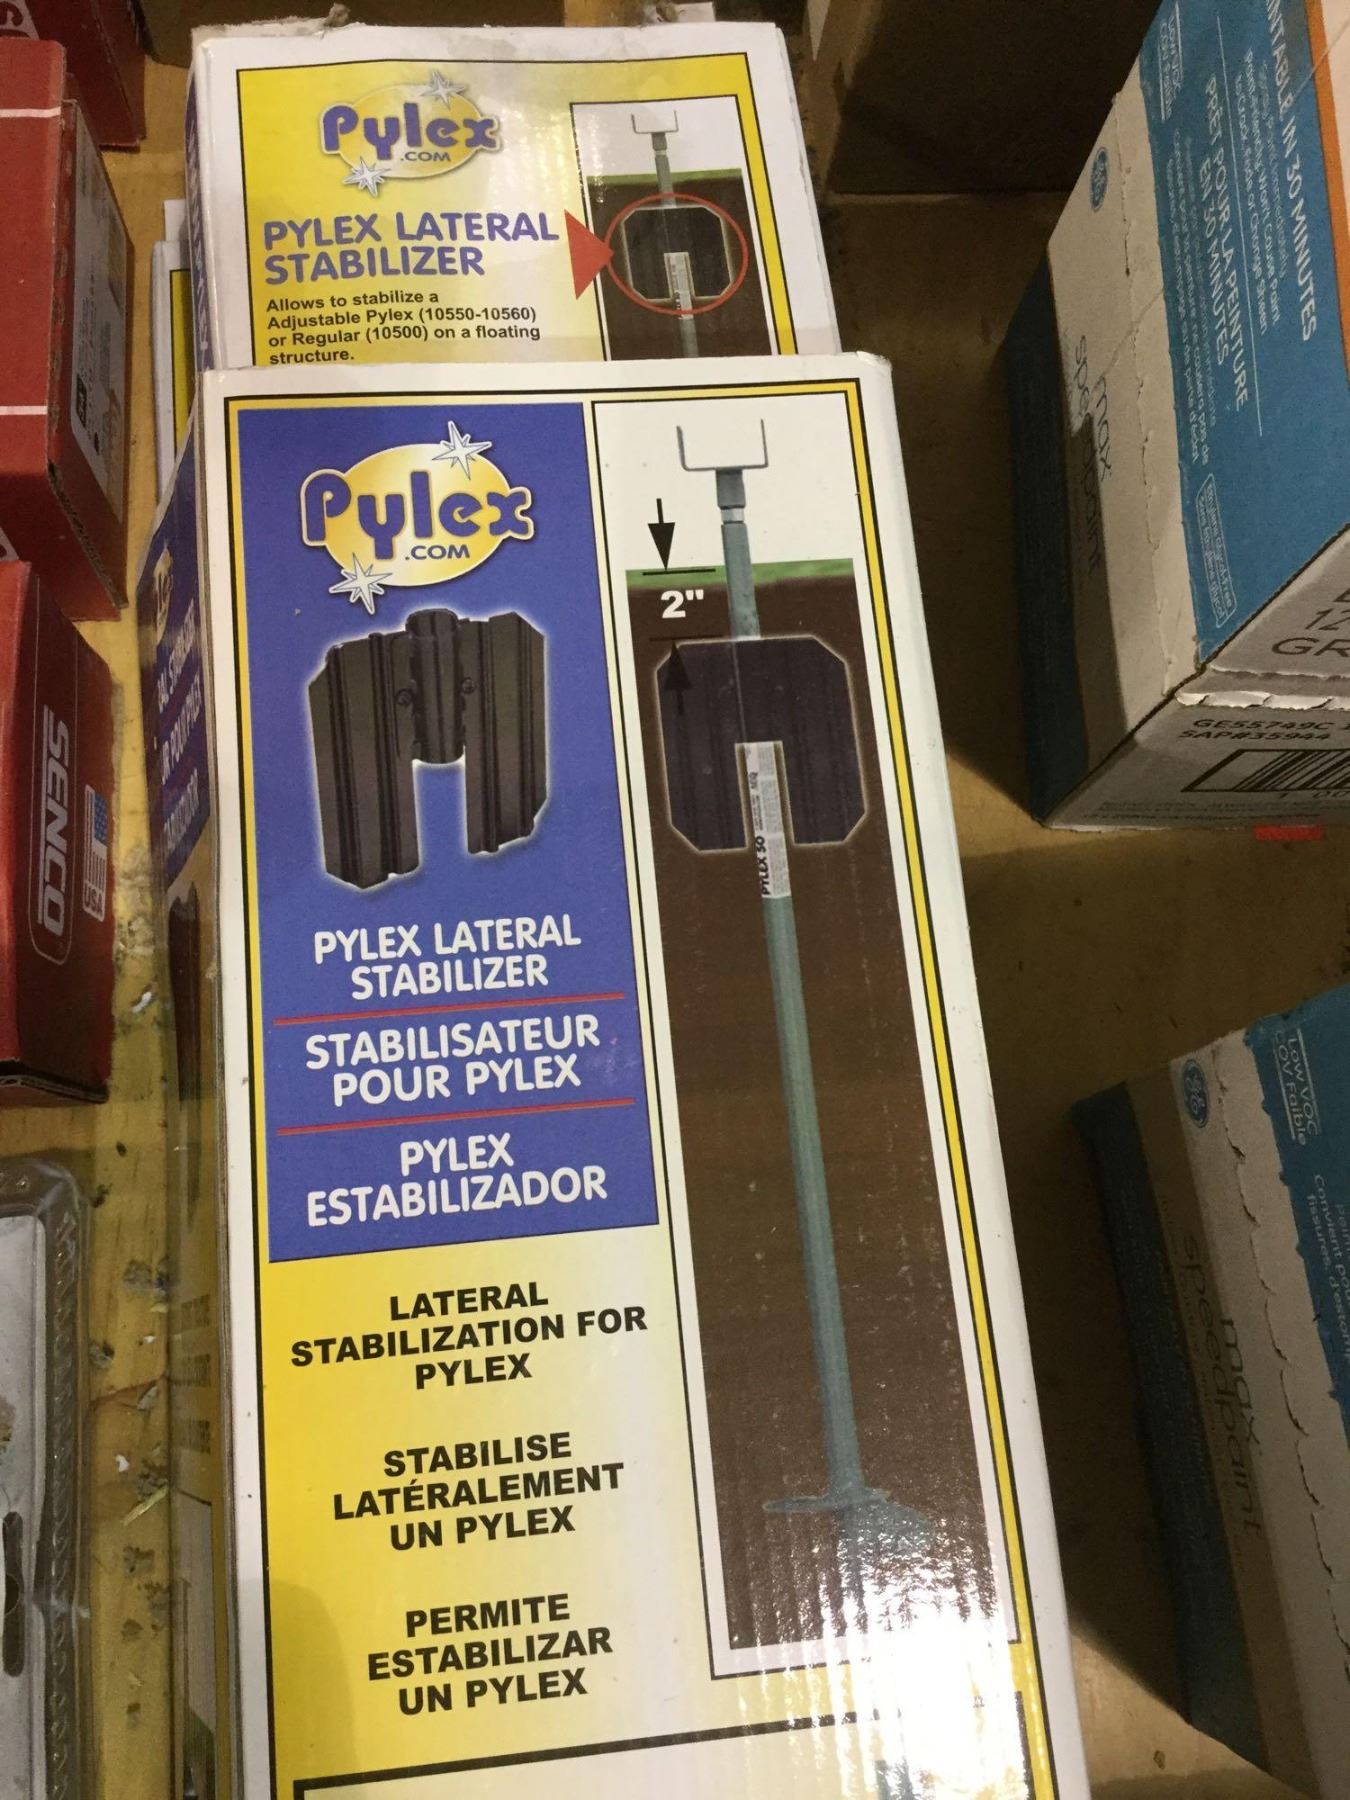 Pylex
.COM
PYLEX LATERAL
STABILIZER
Allows to stabilize a
Adjustable Pylex (10550-10560)
or Regular (10500) on a floating
structure.
Pylex
.COM
2"
PYLEX 50
PYLEX LATERAL
STABILIZER
STABILISATEUR
POUR PYLEX
PYLEX
ESTABILIZADOR
LATERAL
STABILIZATION FOR
PYLEX
STABILISE
LATÉRALEMENT
UN PYLEX
PERMITE
ESTABILIZAR
UN PYLEX
SENCO
USA
IN 30 MINUTES
PRÊT POUR LA PEINTURE
EN 30 MINUTES
max
speedpaint
GE55749C
SAP#35944
Low VOC
COV Faible
max
speedpaint